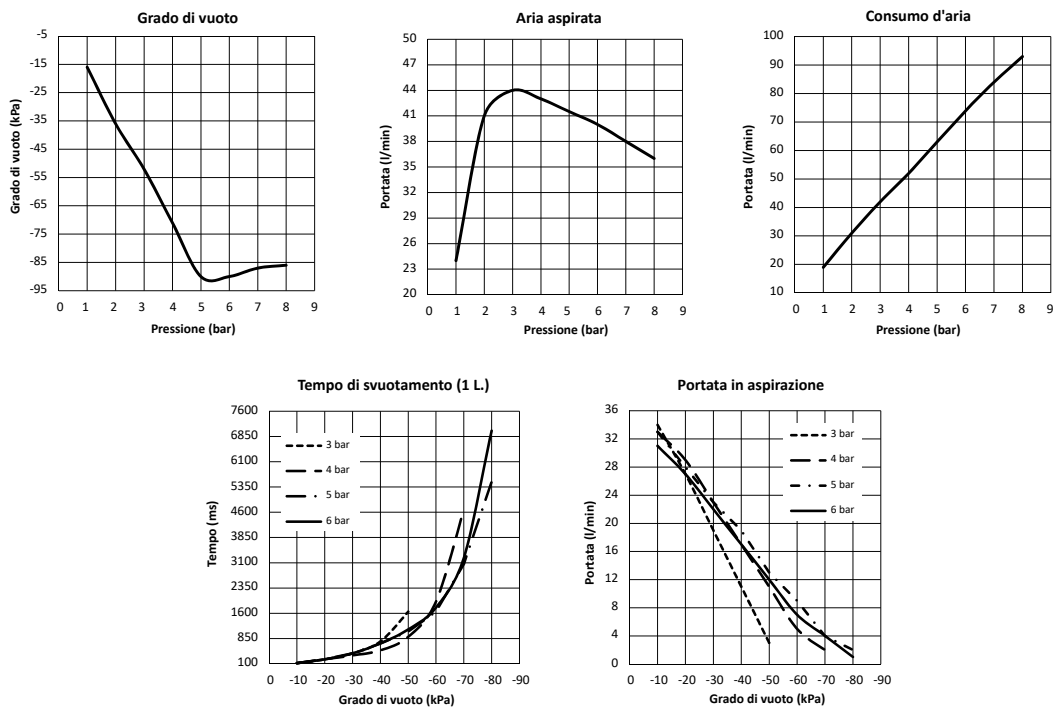 Grado di vuoto
-5
-15
-25
-35
-45
-55
-65
-75
-85
-95
Grado di vuoto (kPa)
0 1 2 3 4 5 6 7 8 9
Pressione (bar)
Aria aspirata
50
47
44
41
38
35
32
29
26
23
20
Portata (l/min)
0 1 2 3 4 5 6 7 8 9
Pressione (bar)
Consumo d'aria
100
90
80
70
60
50
40
30
20
10
Portata (l/min)
0 1 2 3 4 5 6 7 8 9
Pressione (bar)
Tempo di svuotamento (1 L.)
7600
6850
6100
5350
4600
3850
3100
2350
1600
850
100
Tempo (ms)
3 bar
4 bar
5 bar
6 bar
0 -10 -20 -30 -40 -50 -60 -70 -80 -90
Grado di vuoto (kPa)
Portata in aspirazione
36
32
28
24
20
16
12
8
4
0
Portata (l/min)
3 bar
4 bar
5 bar
6 bar
0 -10 -20 -30 -40 -50 -60 -70 -80 -90
Grado di vuoto (kPa)